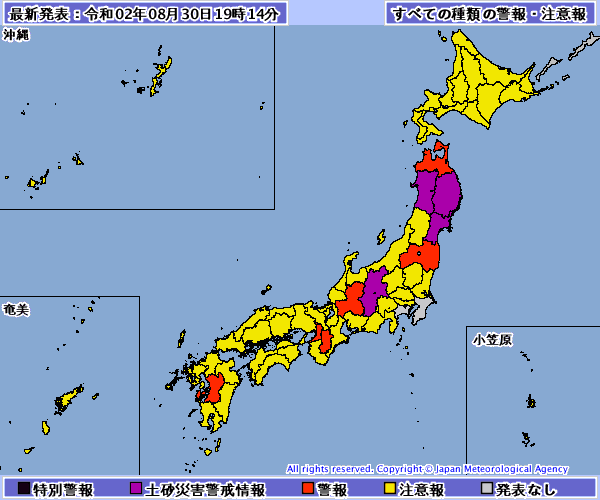 最新発表：令和02年08月30日19時14分
すべての種類の警報・注意報
沖縄
奄美
小笠原
All rights reserved. Copyright © Japan Meteorological Agency
特別警報 土砂災害警戒情報 警報 注意報 発表なし